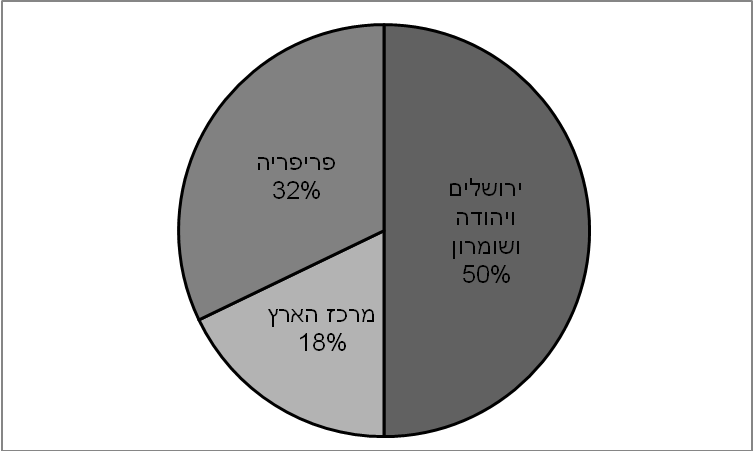 פריפריה
32%
ירושלים
ויהודה
ושומרון
50%
מרכז הארץ
18%